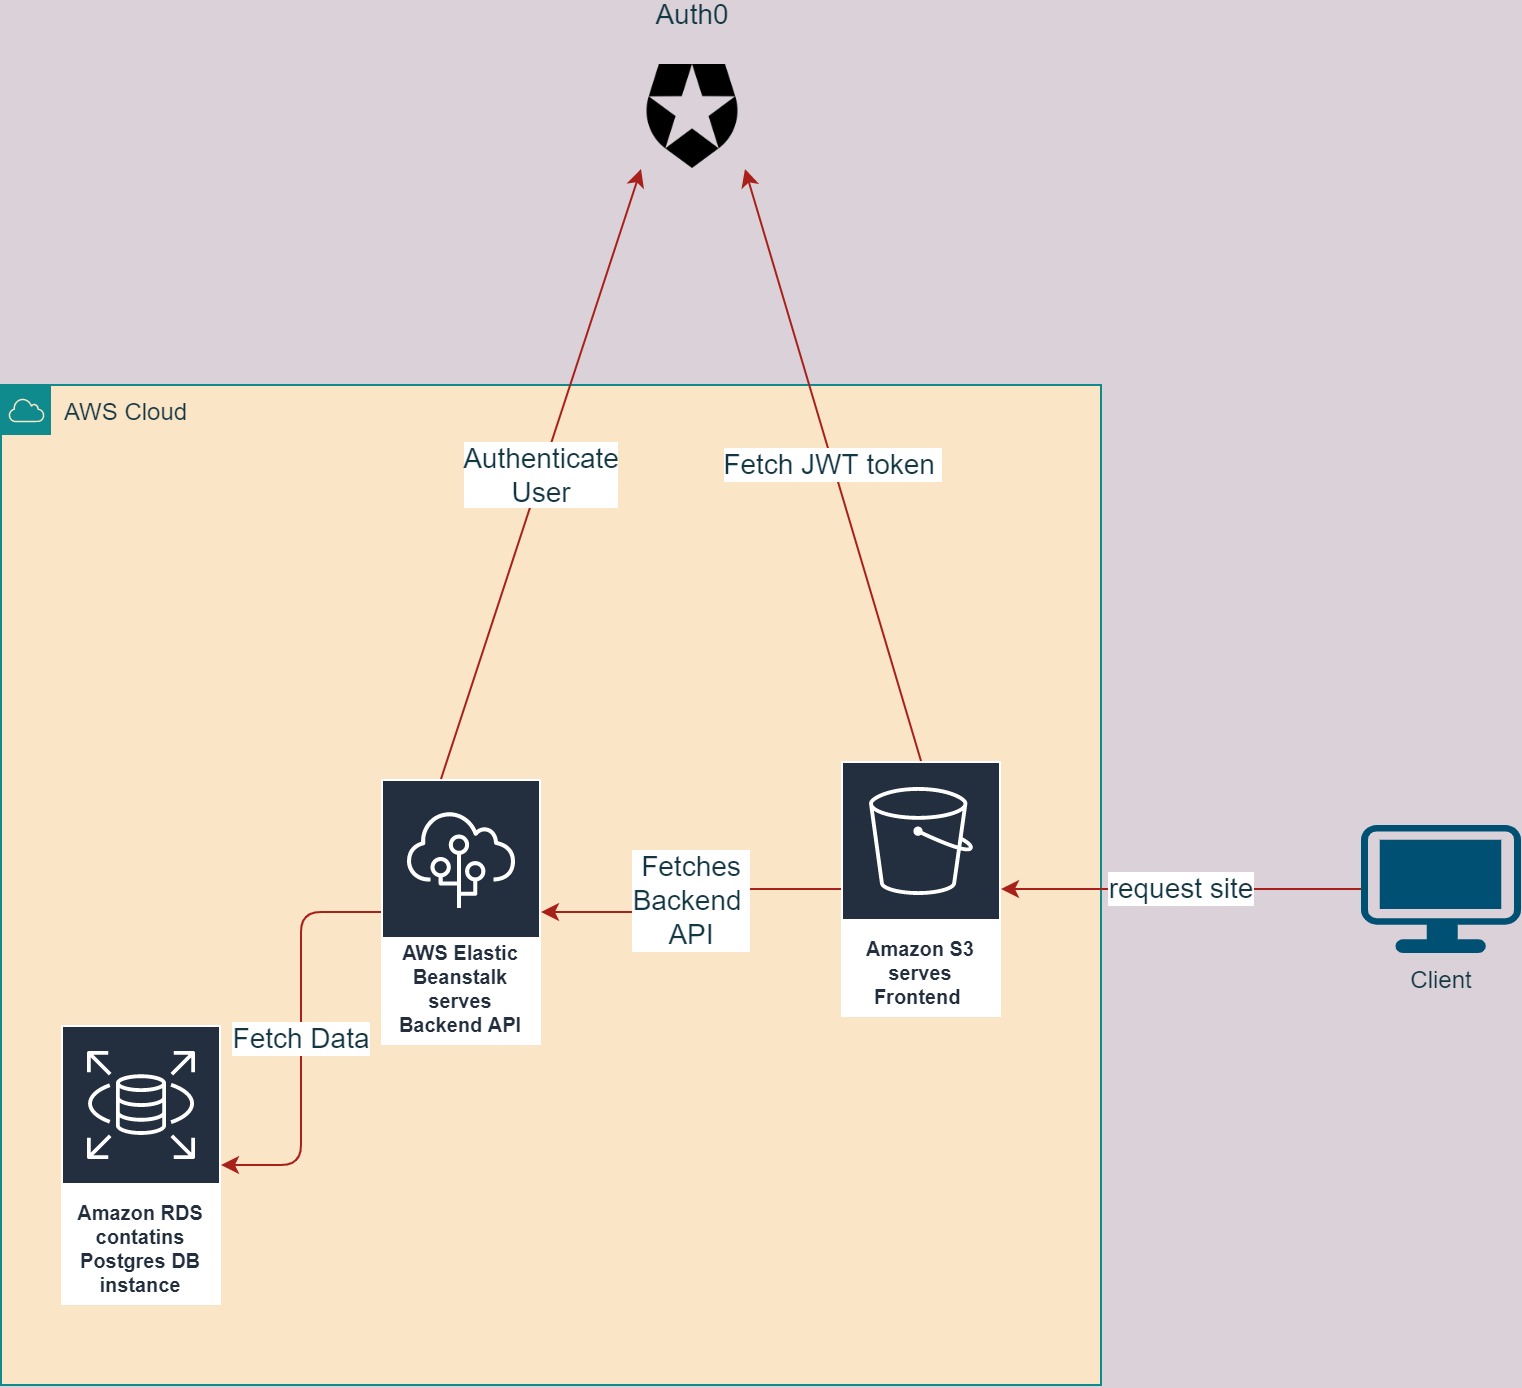 Auth0
AWS Cloud
Authenticate
User
Fetch JWT token
Fetches
Backend
API
request site
Amazon S3
serves
Frontend
Client
AWS Elastic
Beanstalk
serves
Backend API
Fetch Data
Amazon RDS
contatins
Postgres DB
instance